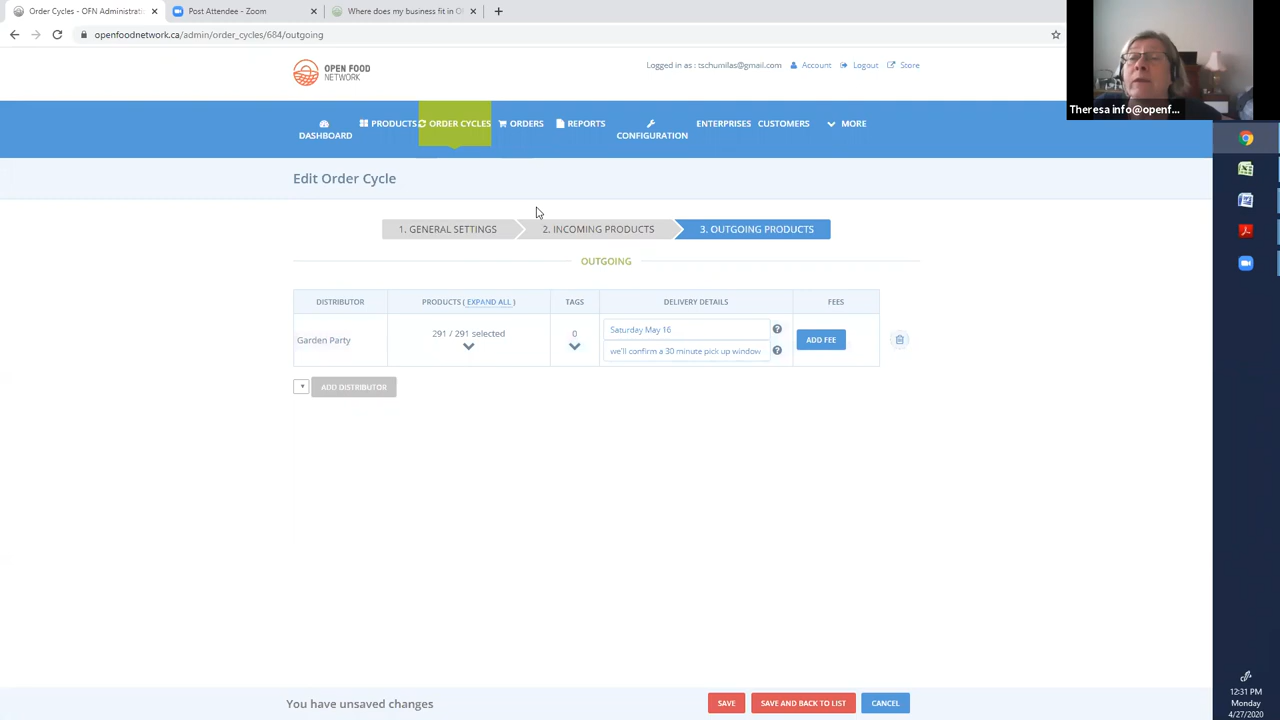 Order Cycles - OFN Administrati
Post Attendee - Zoom
Where does my business fit in O
openfoodnetwork.ca/admin/order_cycles/684/outgoing
OPEN FOOD
NETWORK
Logged in as : tschumilas@gmail.com
Account
Logout
Store
Theresa info@openf...
DASHBOARD
PRODUCTS
ORDER CYCLES
ORDERS
REPORTS
CONFIGURATION
ENTERPRISES
CUSTOMERS
MORE
Edit Order Cycle
1. GENERAL SETTINGS
2. INCOMING PRODUCTS
3. OUTGOING PRODUCTS
OUTGOING
DISTRIBUTOR
PRODUCTS ( EXPAND ALL )
TAGS
DELIVERY DETAILS
FEES
Garden Party
291 / 291 selected
0
Saturday May 16
we'll confirm a 30 minute pick up window
ADD FEE
ADD DISTRIBUTOR
You have unsaved changes
SAVE
SAVE AND BACK TO LIST
CANCEL
12:31 PM
Monday
4/27/2020